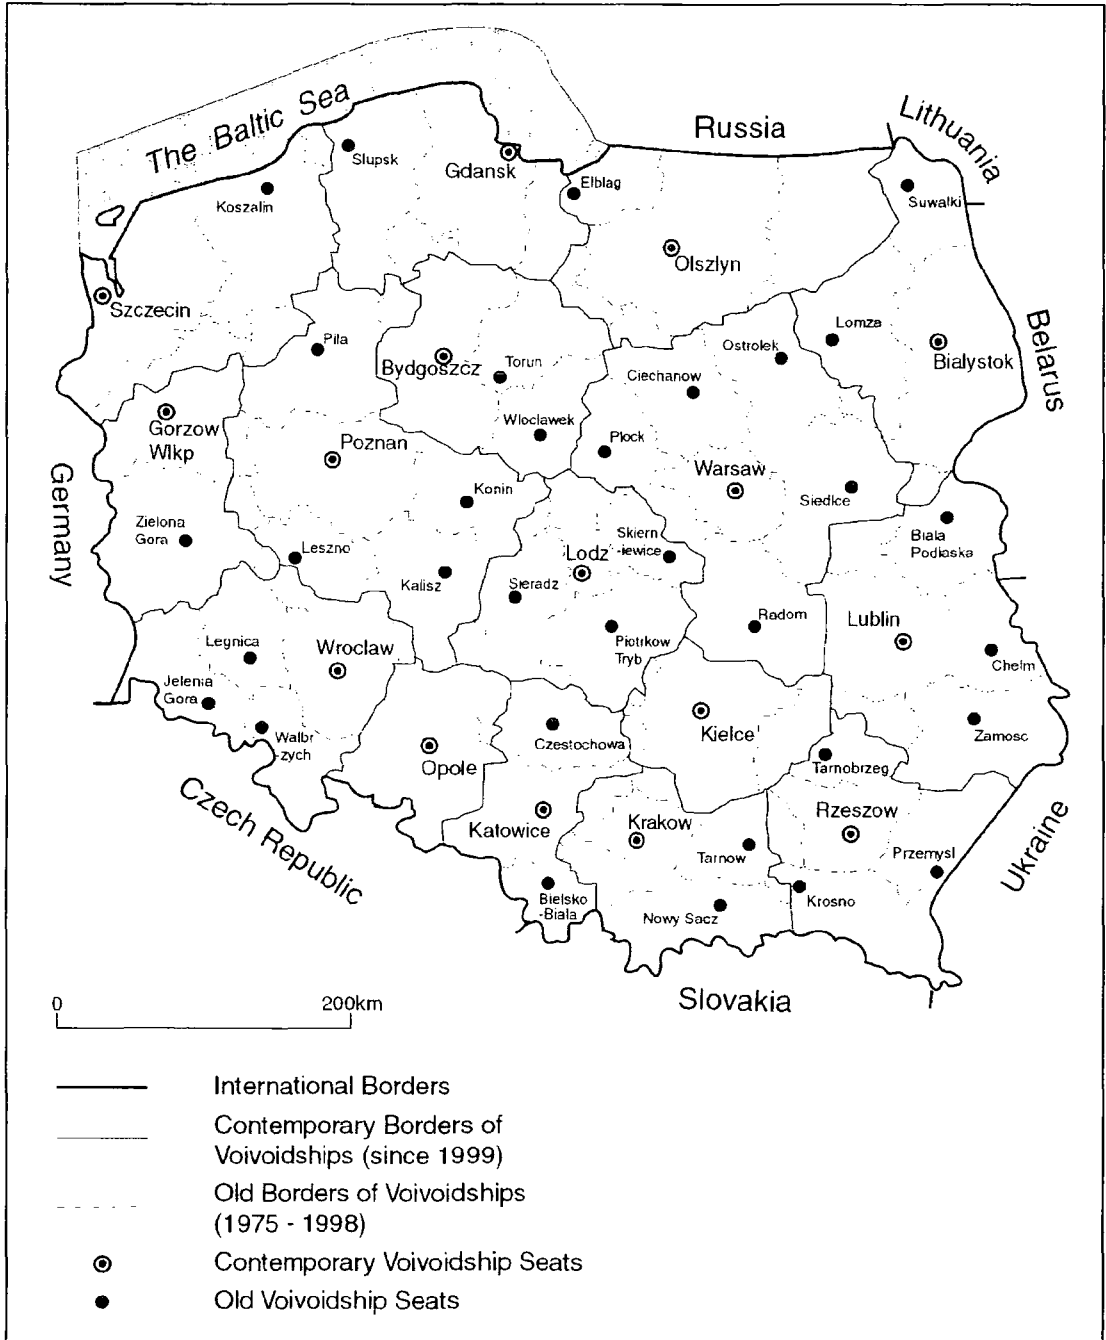 The Baltic Sea
Russia
Lithuania
Slupsk
Gdansk
Elblag
Koszalin
Suwalki
Olszlyn
Szczecin
Pila
Lomza
Ostrolek
Bialystok
Belarus
Bydgoszcz
Torun
Ciechanow
Gorzow
Wlkp
Wloclawek
Plock
Poznan
Warsaw
Germany
Konin
Siedlce
Zielona
Gora
Skiern
-iewice
Biala
Podlaska
Leszno
Lodz
Kalisz
Sieradz
Radom
Lublin
Piotrkow
Tryb
Legnica
Wroclaw
Chelm
Jelenia
Gora
Walbr
-zych
Czestochowa
Kielce
Zamosc
Opole
Tarnobrzeg
Czech Republic
Katowice
Krakow
Rzeszow
Tarnow
Przemysl
Ukraine
Bielsko
-Biala
Nowy Sacz
Krosno
Slovakia
0 200km
International Borders
Contemporary Borders of
Voivoidships (since 1999)
Old Borders of Voivoidships
(1975 - 1998)
Contemporary Voivoidship Seats
Old Voivoidship Seats